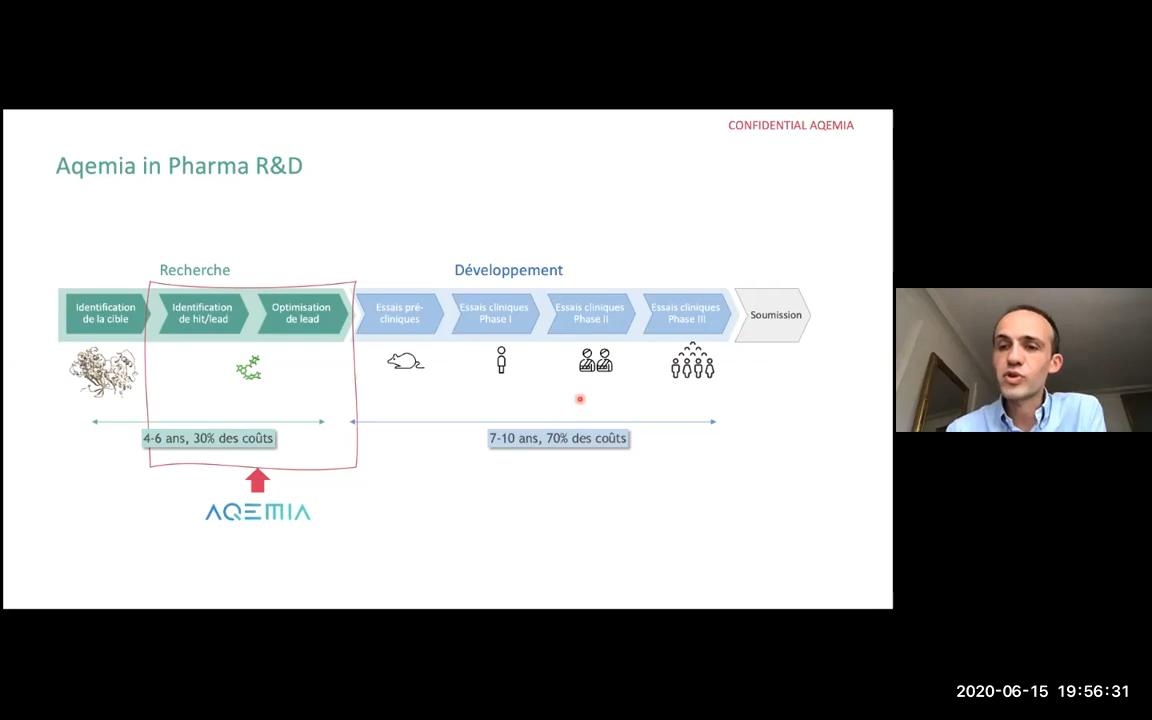 CONFIDENTIAL AQEMIA
Aqemia in Pharma R&D
Recherche
Développement
Identification
de la cible
Identification
de hit/lead
Optimisation
de lead
Essais pré-
cliniques
Essais cliniques
Phase I
Essais cliniques
Phase II
Essais cliniques
Phase III
Soumission
4-6 ans, 30% des coûts
7-10 ans, 70% des coûts
AQEMIA
2020-06-15 19:56:31